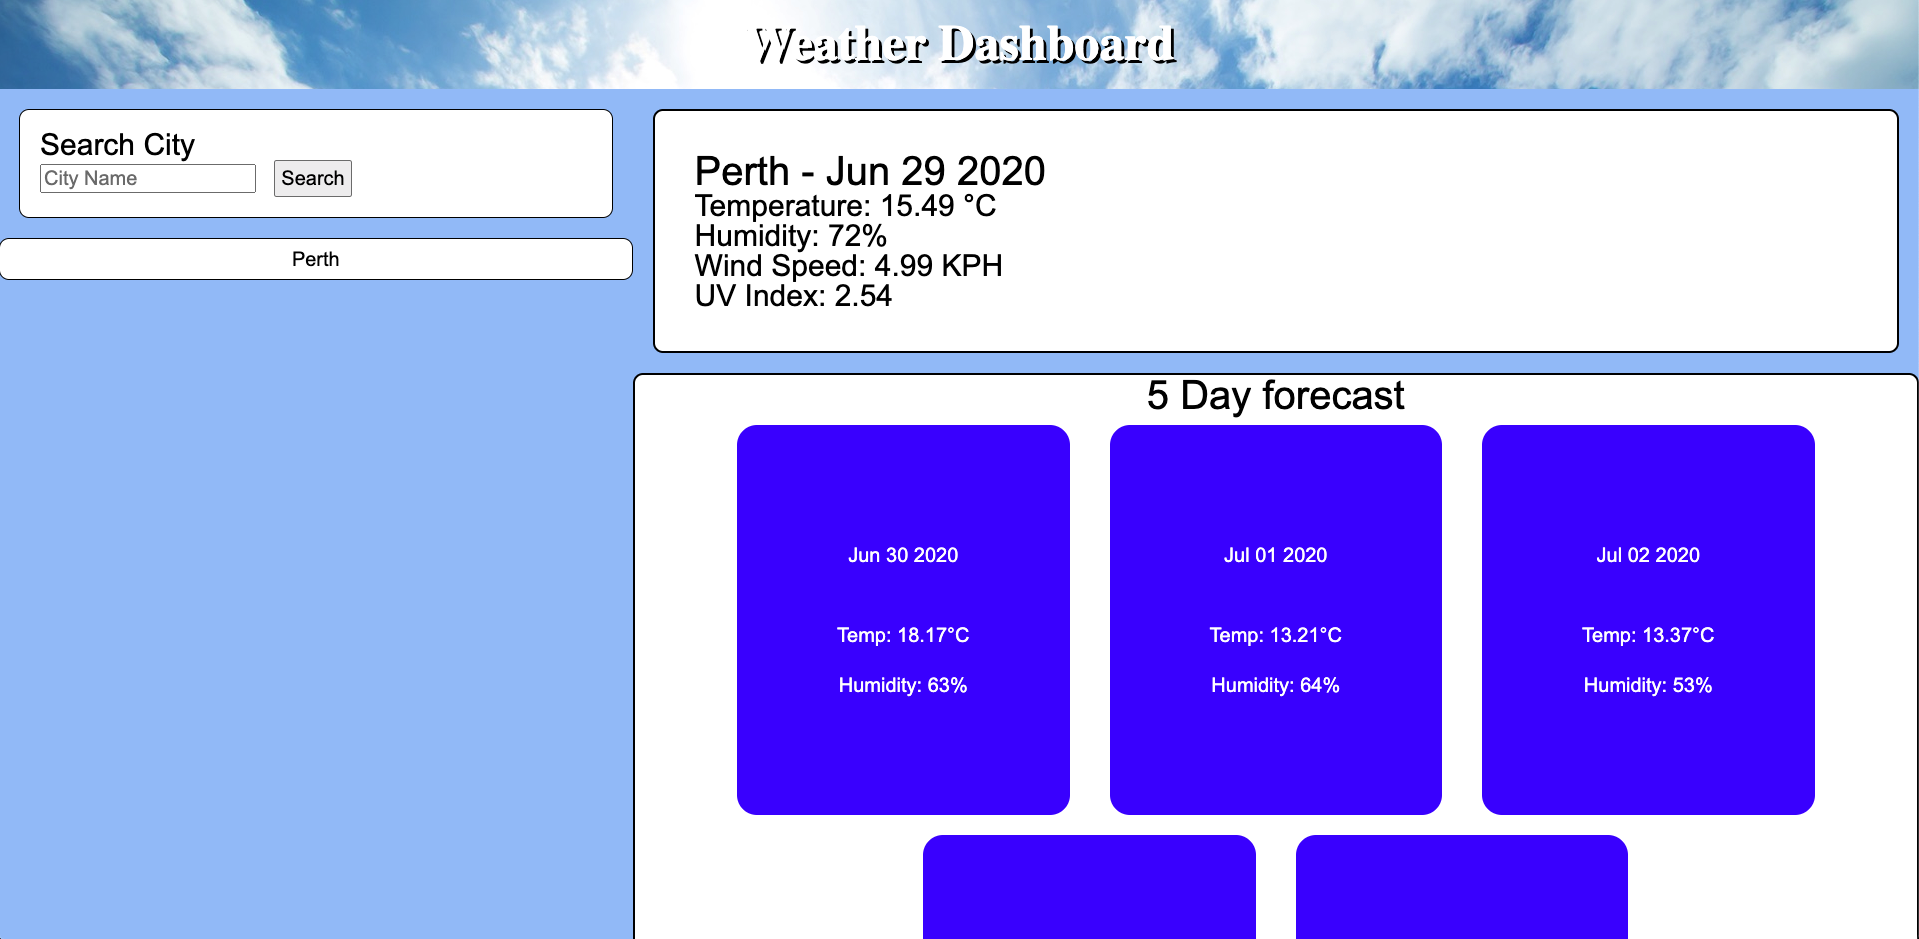 Weather Dashboard
Search City
City Name
Search
Perth
Perth - Jun 29 2020
Temperature: 15.49 °C
Humidity: 72%
Wind Speed: 4.99 KPH
UV Index: 2.54
5 Day forecast
Jun 30 2020
Temp: 18.17°C
Humidity: 63%
Jul 01 2020
Temp: 13.21°C
Humidity: 64%
Jul 02 2020
Temp: 13.37°C
Humidity: 53%